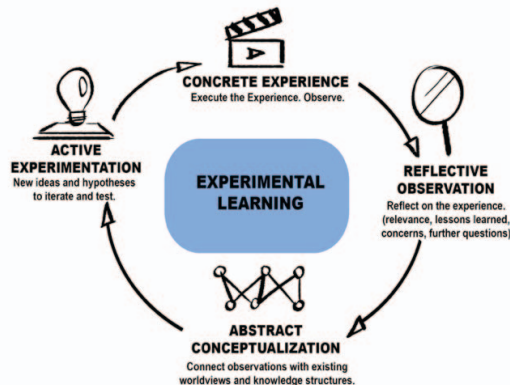 CONCRETE EXPERIENCE
Execute the Experience. Observe.
REFLECTIVE
OBSERVATION
Reflect on the experience.
(relevance, lessons learned,
concerns, further questions)
ABSTRACT
CONCEPTUALIZATION
Connect observations with existing
worldviews and knowledge structures.
ACTIVE
EXPERIMENTATION
New ideas and hypotheses
to iterate and test.
EXPERIMENTAL
LEARNING